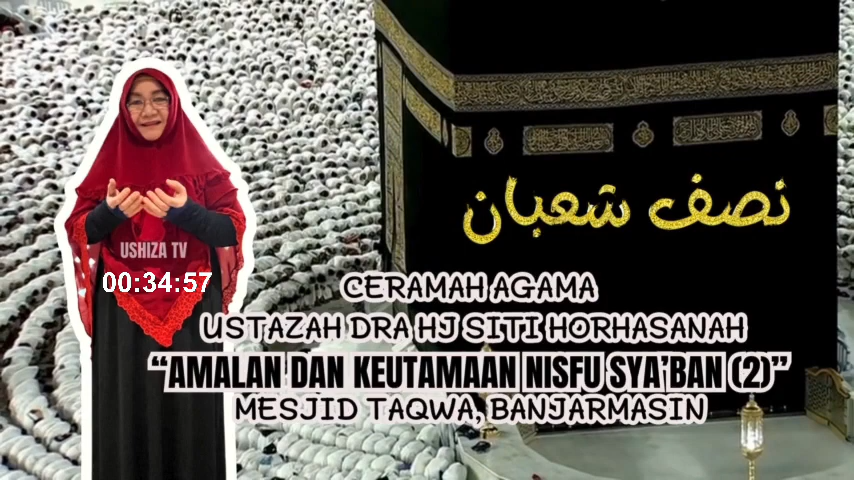 نصف شعبان
USHIZA TV
00:34:57
CERAMAH AGAMA
USTAZAH DRA HJ SITI HORHASANAH
“AMALAN DAN KEUTAMAAN NISFU SYA’BAN (2)”
MESJID TAQWA, BANJARMASIN